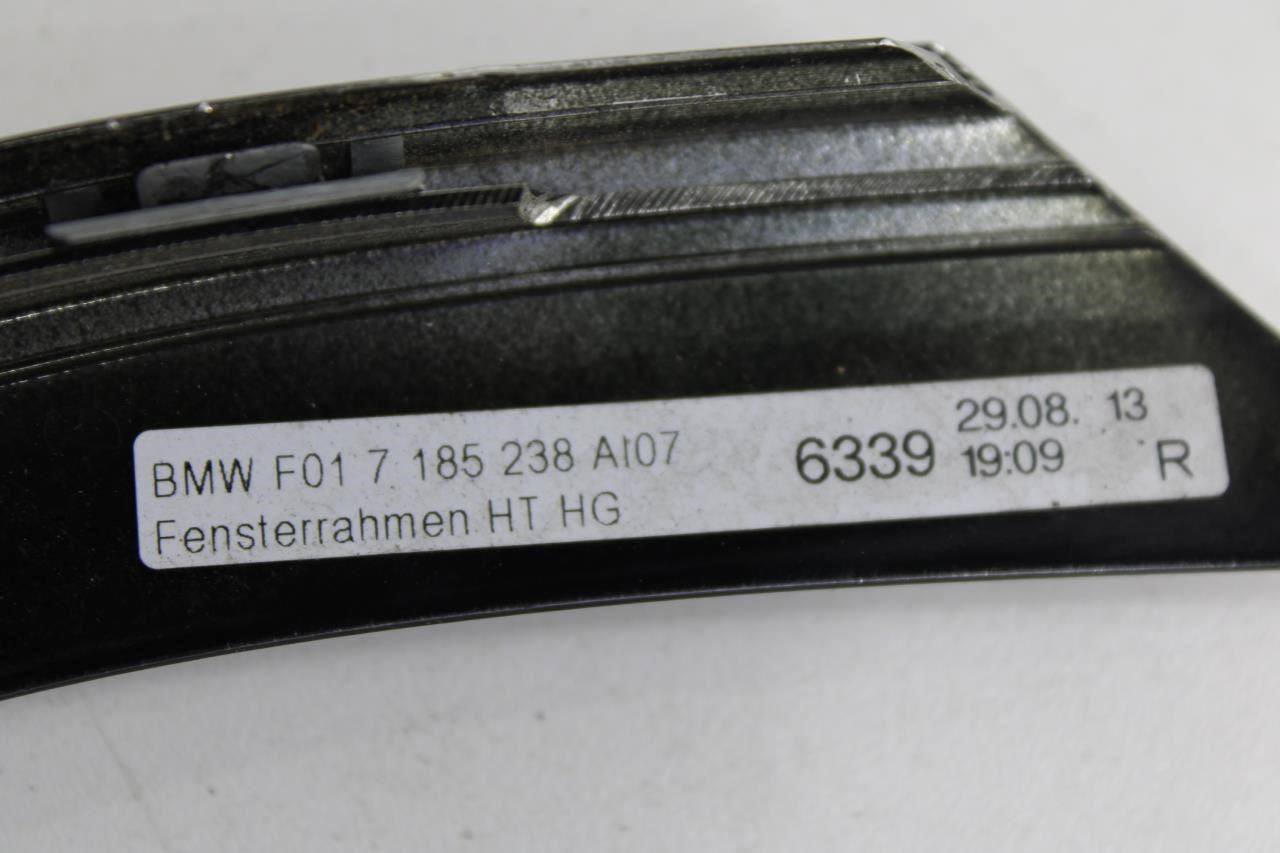 BMW F01 7 185 238 AI07 6339 29.08. 13
Fensterrahmen HT HG 19:09 R